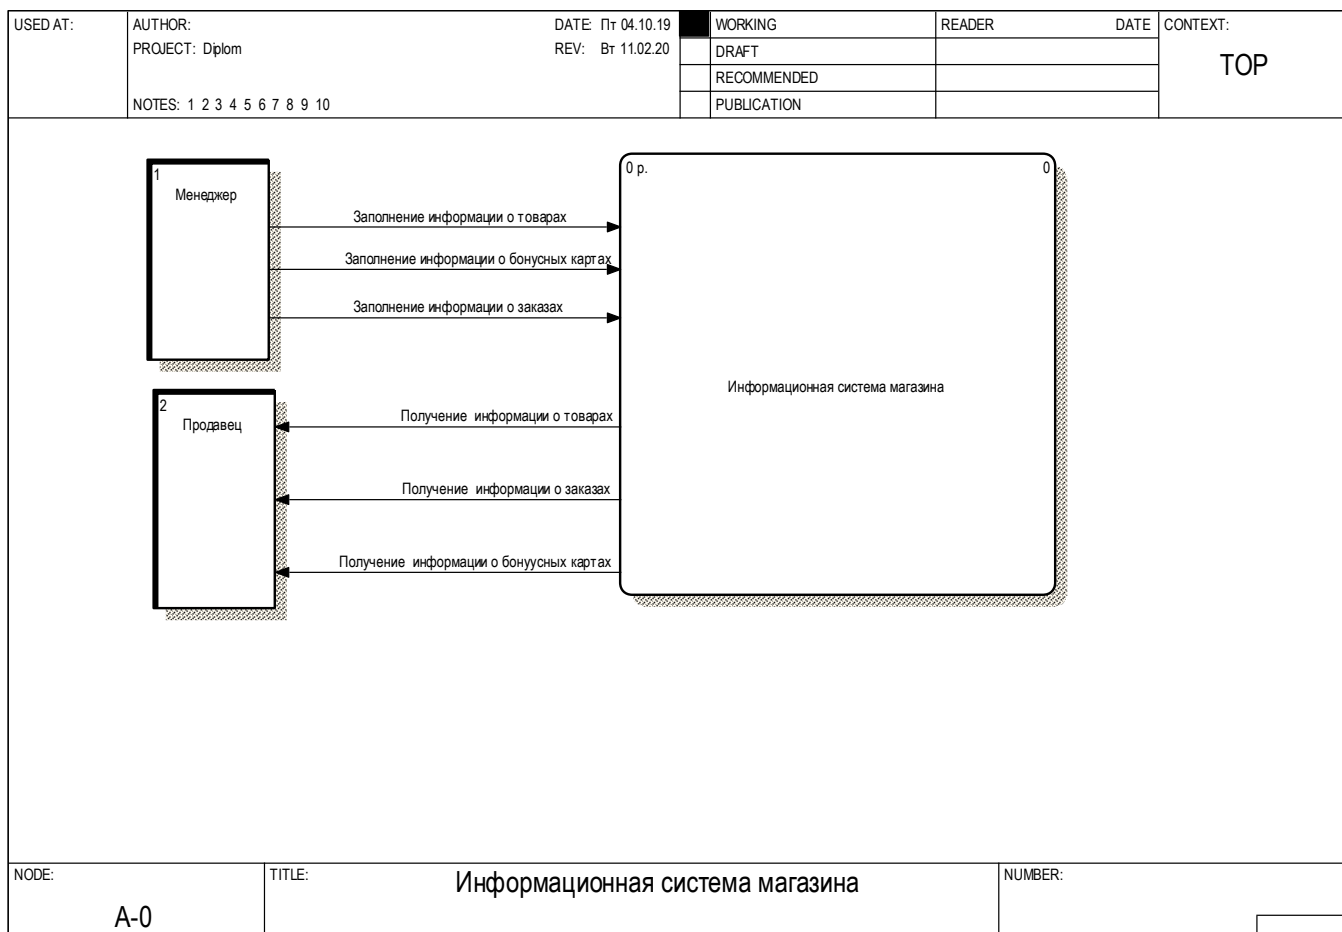 USED AT:
AUTHOR:
DATE: Пт 04.10.19
WORKING
READER
DATE
CONTEXT:
PROJECT: Diplom
REV: Вт 11.02.20
DRAFT
TOP
RECOMMENDED
NOTES: 1 2 3 4 5 6 7 8 9 10
PUBLICATION
1
Менеджер
0 р.
0
Заполнение информации о товарах
Заполнение информации о бонусных картах
Заполнение информации о заказах
Информационная система магазина
2
Продавец
Получение информации о товарах
Получение информации о заказах
Получение информации о бонуусных картах
NODE:
A-0
TITLE:
Информационная система магазина
NUMBER: